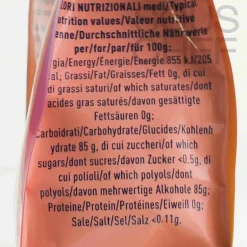 LORI NUTRIZIONALI medi/Typical
nutrition values/Valeur nutritive
enne/Durchschnittliche Nährwerte
per/for/par/für 100g:
gia/Energy/Énergie/Energie 855 kJ/205
cal; Grassi/Fat/Graisses/Fett 0g, di cui
di grassi saturi/of which saturates/dont
acides gras saturés/davon gesättigte
Fettsäuren 0g;
Carboidrati/Carbohydrate/Glucides/Kohlenh
ydrate 85 g, di cui zuccheri/of which
sugars/dont sucres/davon Zucker <0.5g, di
cui polioli/of which polyols/dont
polyols/davon mehrwertige Alkohole 85g;
Proteine/Protein/Protéines/Eiweiß 0g;
Sale/Salt/Sel/Salz <0.11g.